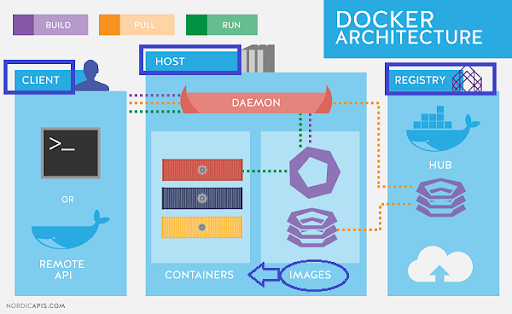 BUILD
PULL
RUN
DOCKER
ARCHITECTURE
CLIENT
HOST
REGISTRY
DAEMON
>_
OR
REMOTE
API
CONTAINERS
IMAGES
HUB
NORDICAPIS.COM